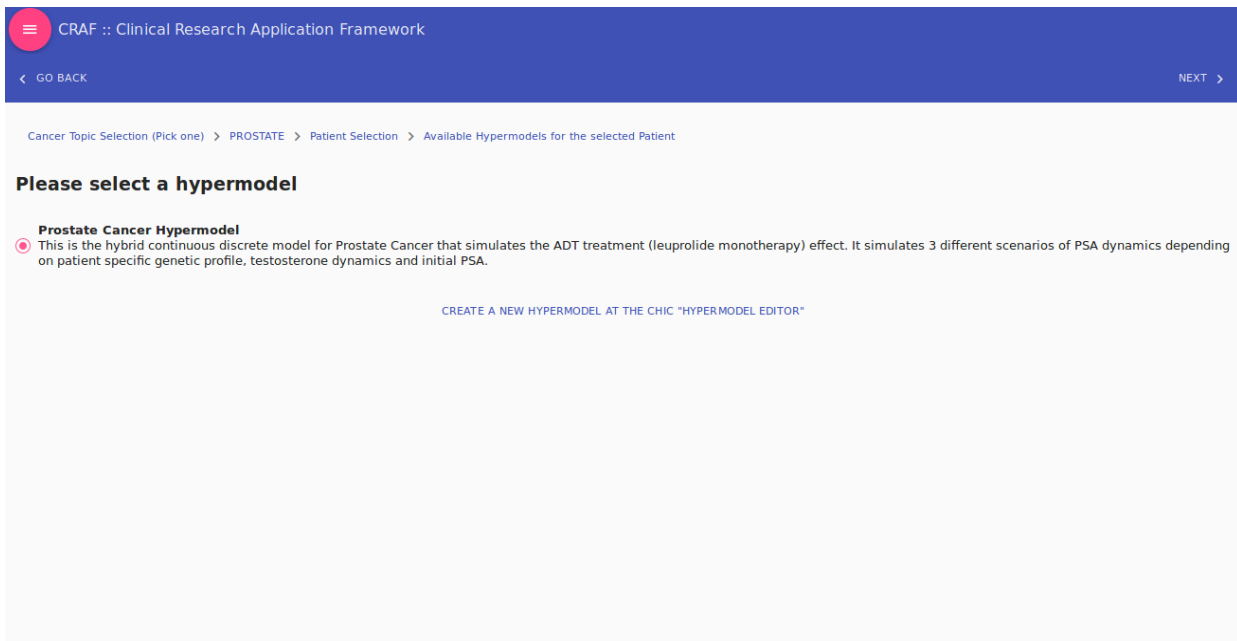 CRAF :: Clinical Research Application Framework
GO BACK
NEXT
Cancer Topic Selection (Pick one) > PROSTATE > Patient Selection > Available Hypermodels for the selected Patient
Please select a hypermodel
Prostate Cancer Hypermodel
This is the hybrid continuous discrete model for Prostate Cancer that simulates the ADT treatment (leuprolide monotherapy) effect. It simulates 3 different scenarios of PSA dynamics depending
on patient specific genetic profile, testosterone dynamics and initial PSA.
CREATE A NEW HYPERMODEL AT THE CHIC "HYPERMODEL EDITOR"